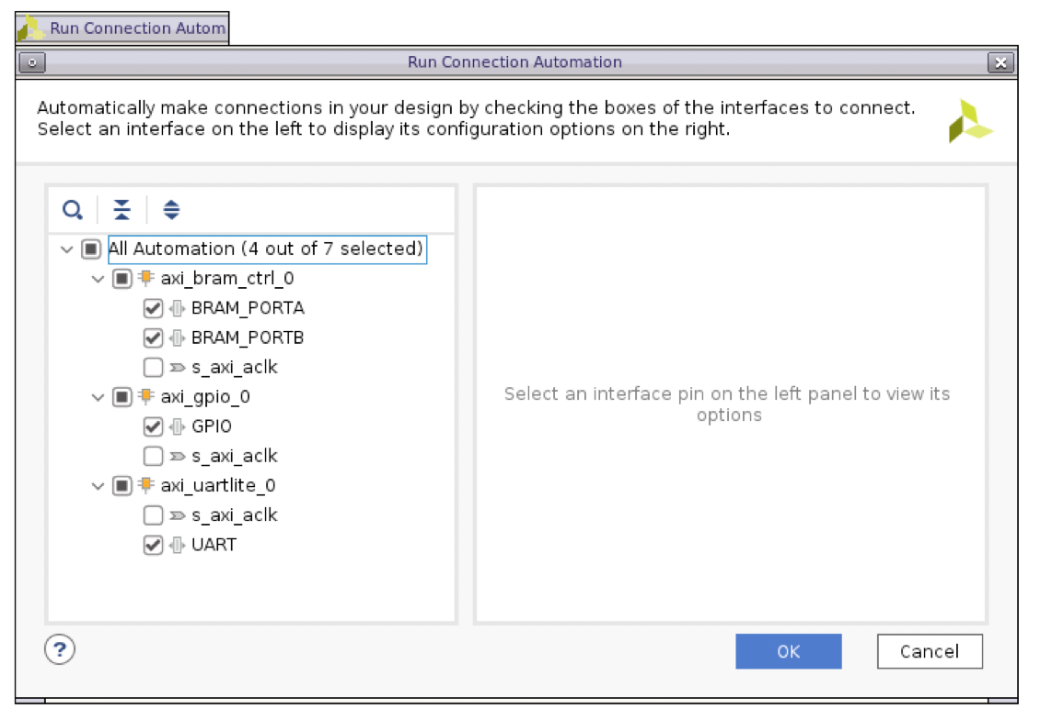 Run Connection Autom
Run Connection Automation
Automatically make connections in your design by checking the boxes of the interfaces to connect.
Select an interface on the left to display its configuration options on the right.
All Automation (4 out of 7 selected)
axi_bram_ctrl_0
BRAM_PORTA
BRAM_PORTB
s_axi_aclk
axi_gpio_0
GPIO
s_axi_aclk
axi_uartlite_0
s_axi_aclk
UART
Select an interface pin on the left panel to view its
options
?
OK
Cancel